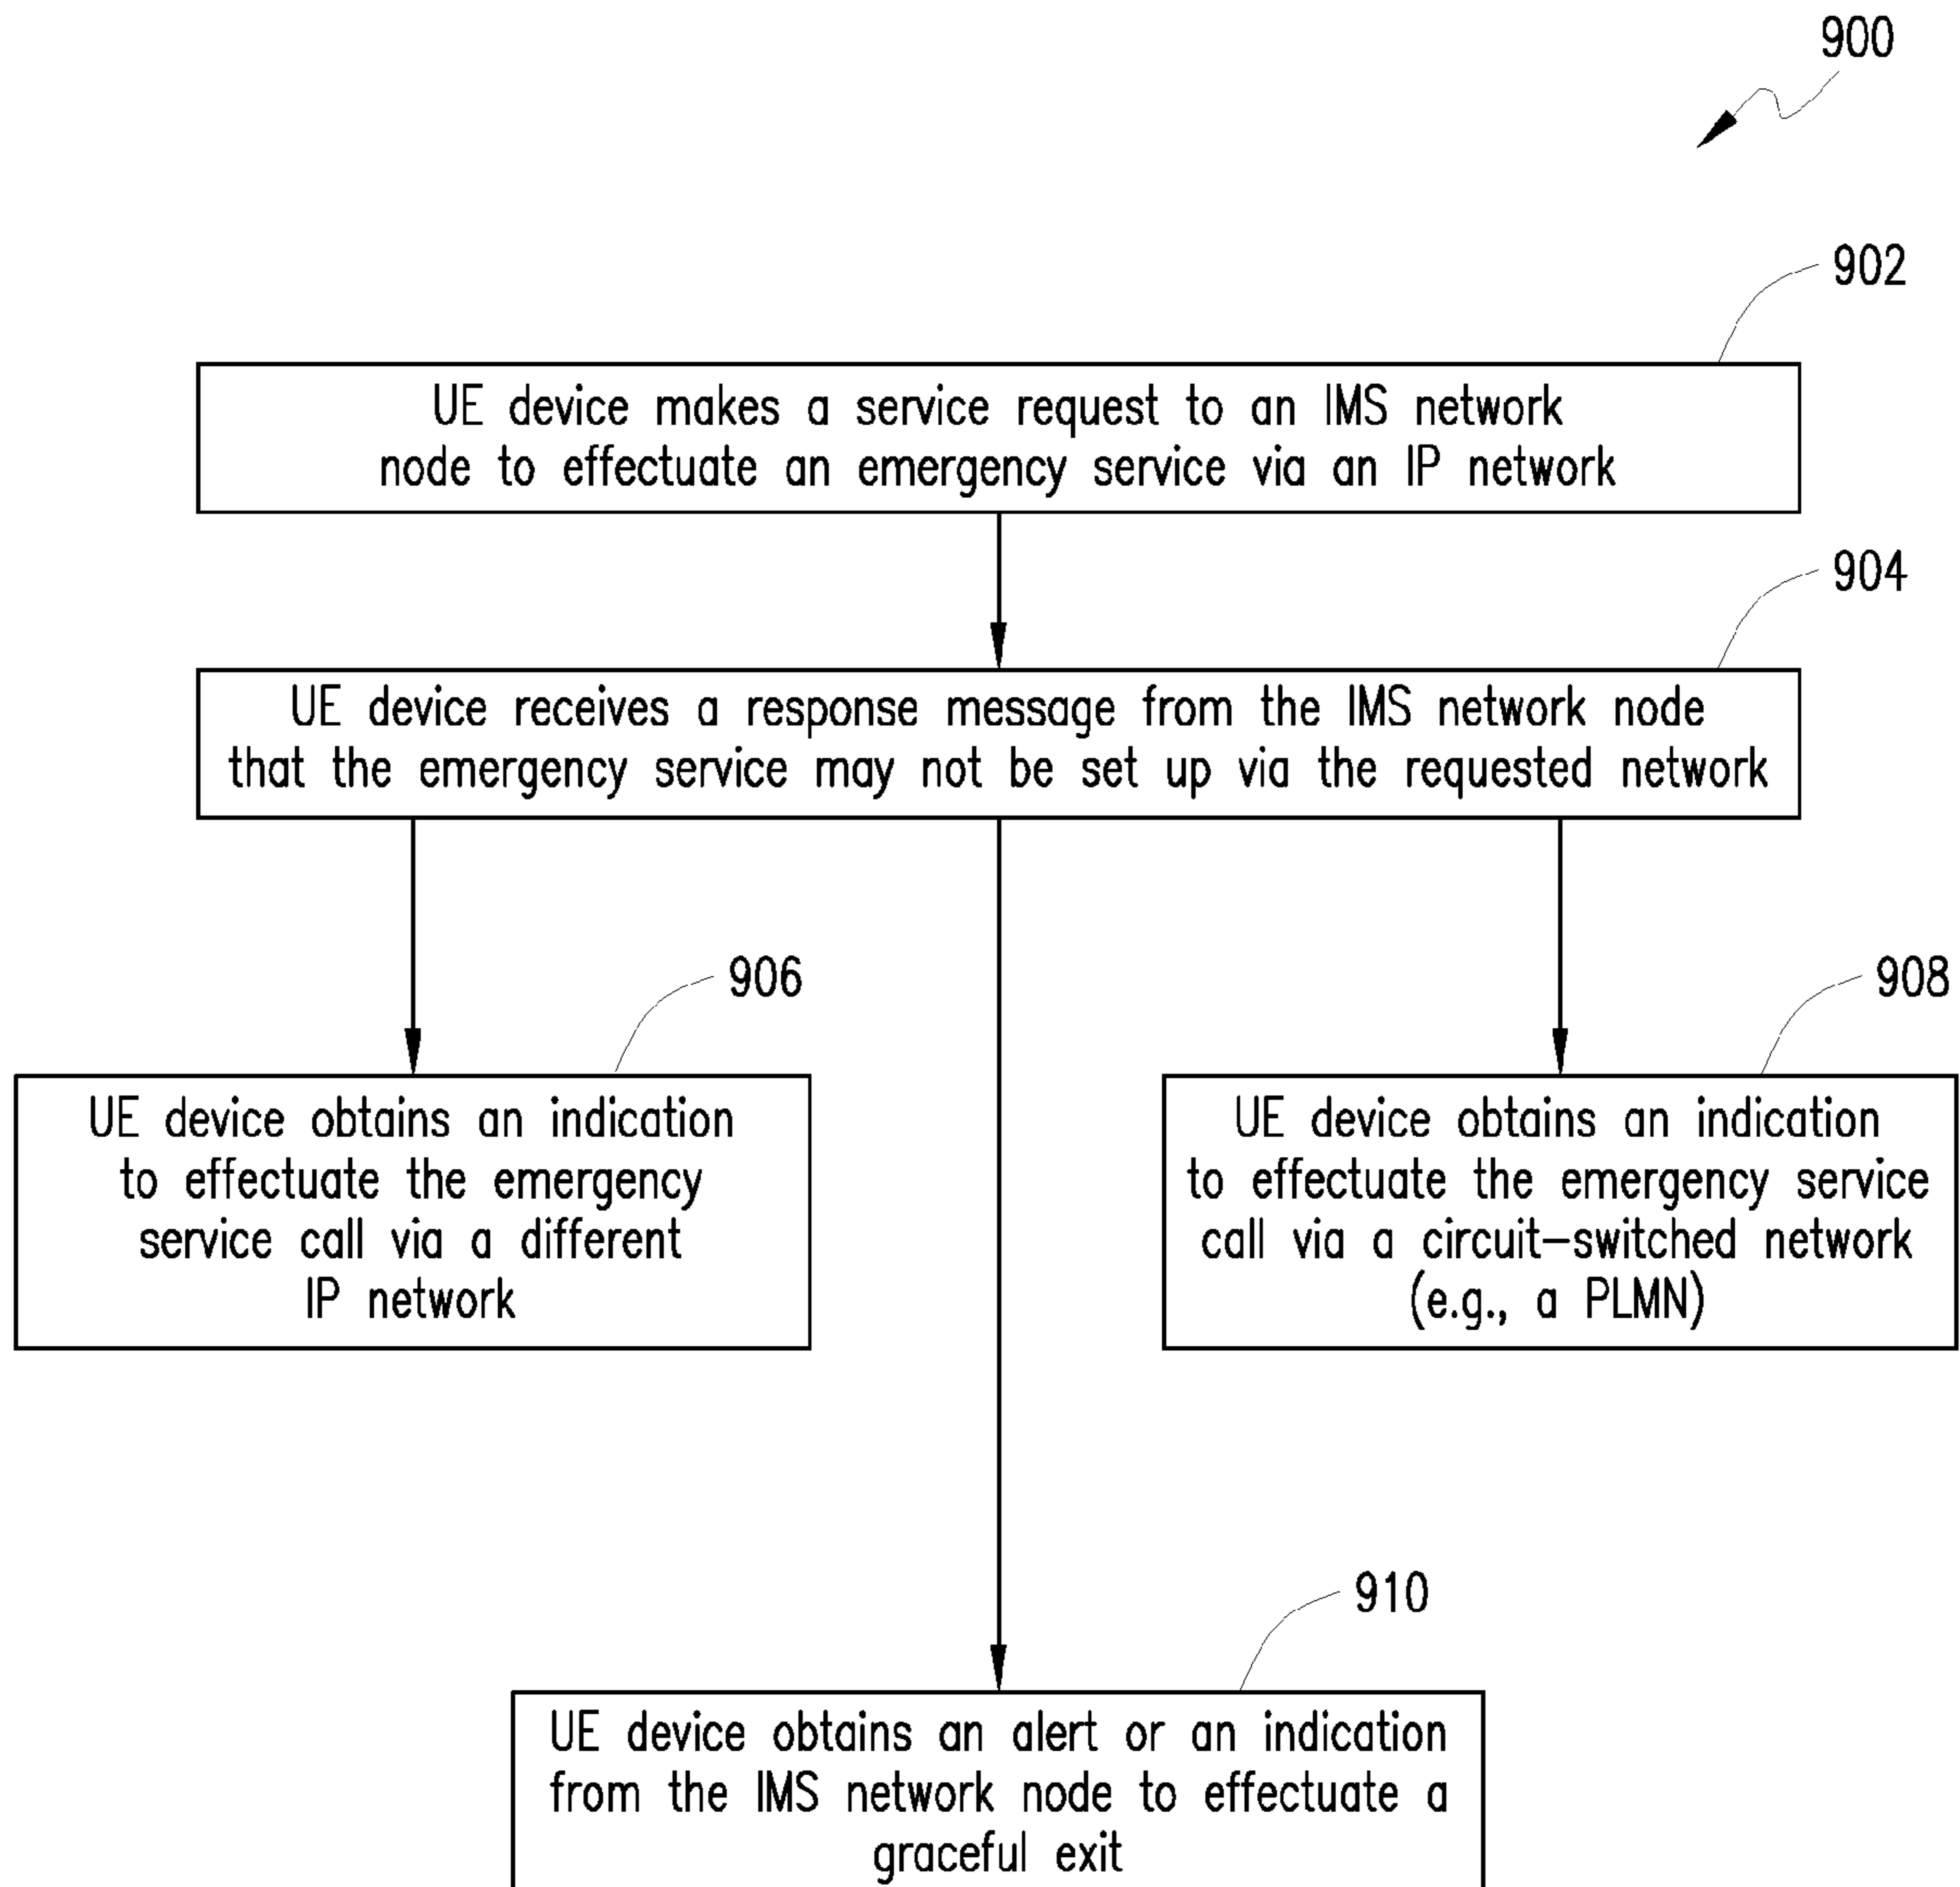 900
902
UE device makes a service request to an IMS network
node to effectuate an emergency service via an IP network
904
UE device receives a response message from the IMS network node
that the emergency service may not be set up via the requested network
906
UE device obtains an indication
to effectuate the emergency
service call via a different
IP network
908
UE device obtains an indication
to effectuate the emergency service
call via a circuit-switched network
(e.g., a PLMN)
910
UE device obtains an alert or an indication
from the IMS network node to effectuate a
graceful exit